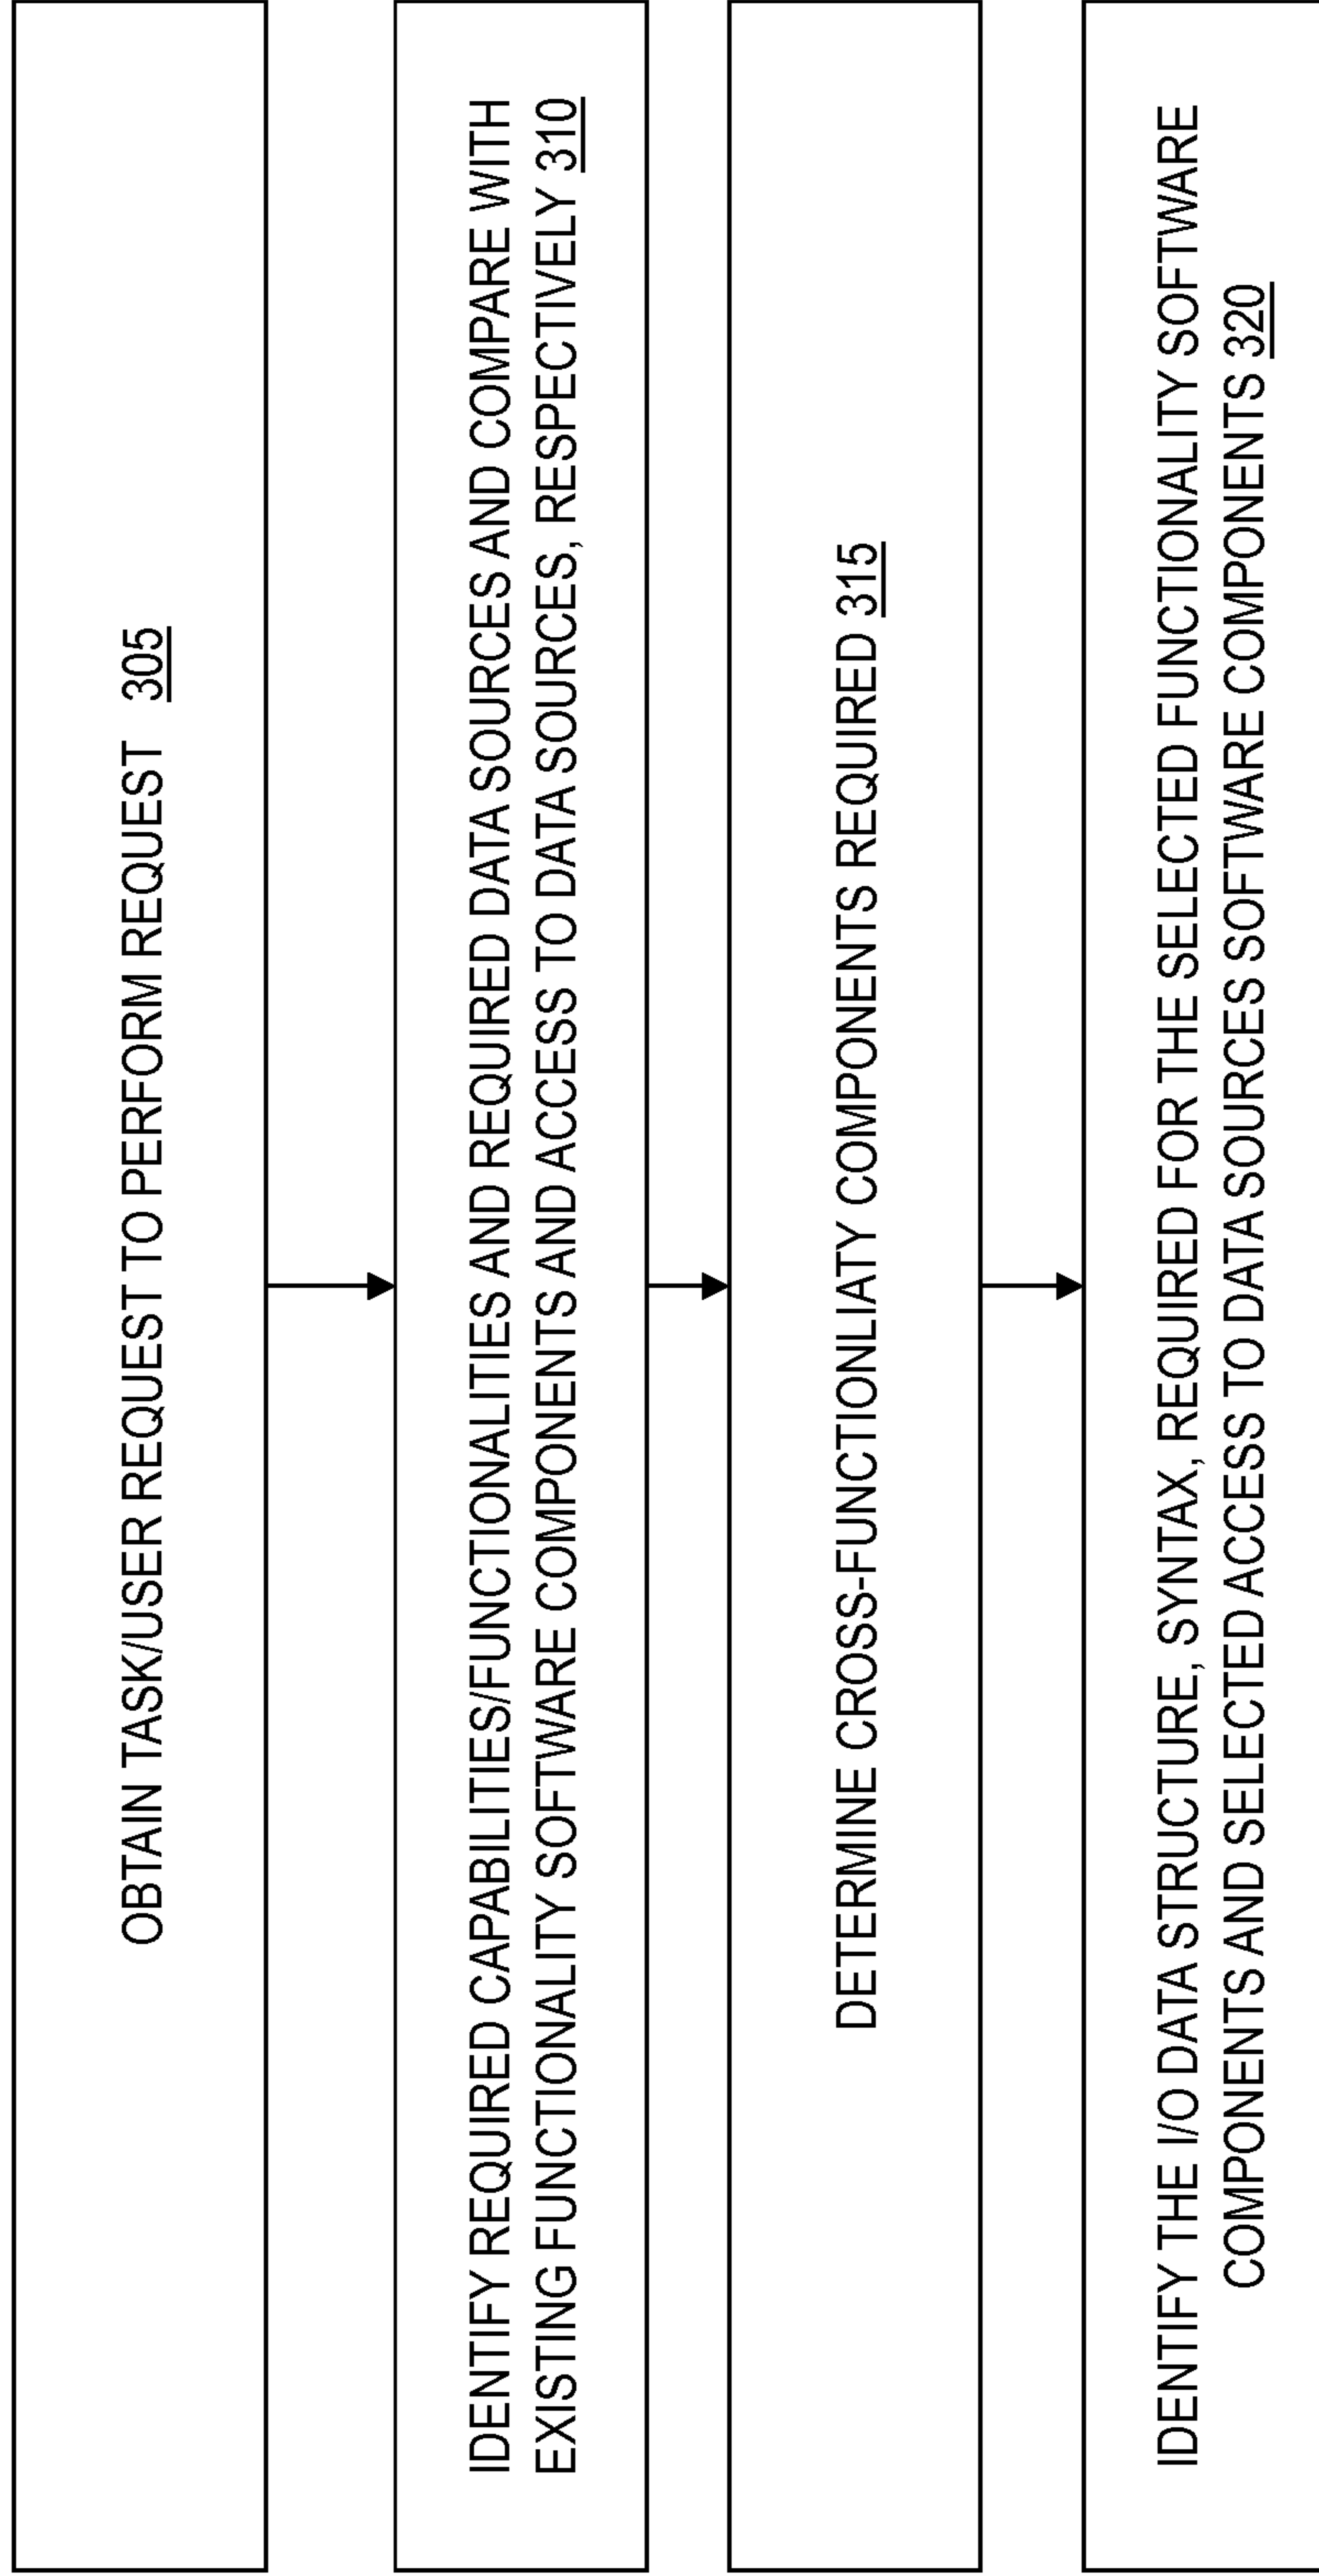 OBTAIN TASK/USER REQUEST TO PERFORM REQUEST 305
IDENTIFY REQUIRED CAPABILITIES/FUNCTIONALITIES AND REQUIRED DATA SOURCES AND COMPARE WITH
EXISTING FUNCTIONALITY SOFTWARE COMPONENTS AND ACCESS TO DATA SOURCES, RESPECTIVELY 310
DETERMINE CROSS-FUNCTIONLIATY COMPONENTS REQUIRED 315
IDENTIFY THE I/O DATA STRUCTURE, SYNTAX, REQUIRED FOR THE SELECTED FUNCTIONALITY SOFTWARE
COMPONENTS AND SELECTED ACCESS TO DATA SOURCES SOFTWARE COMPONENTS 320